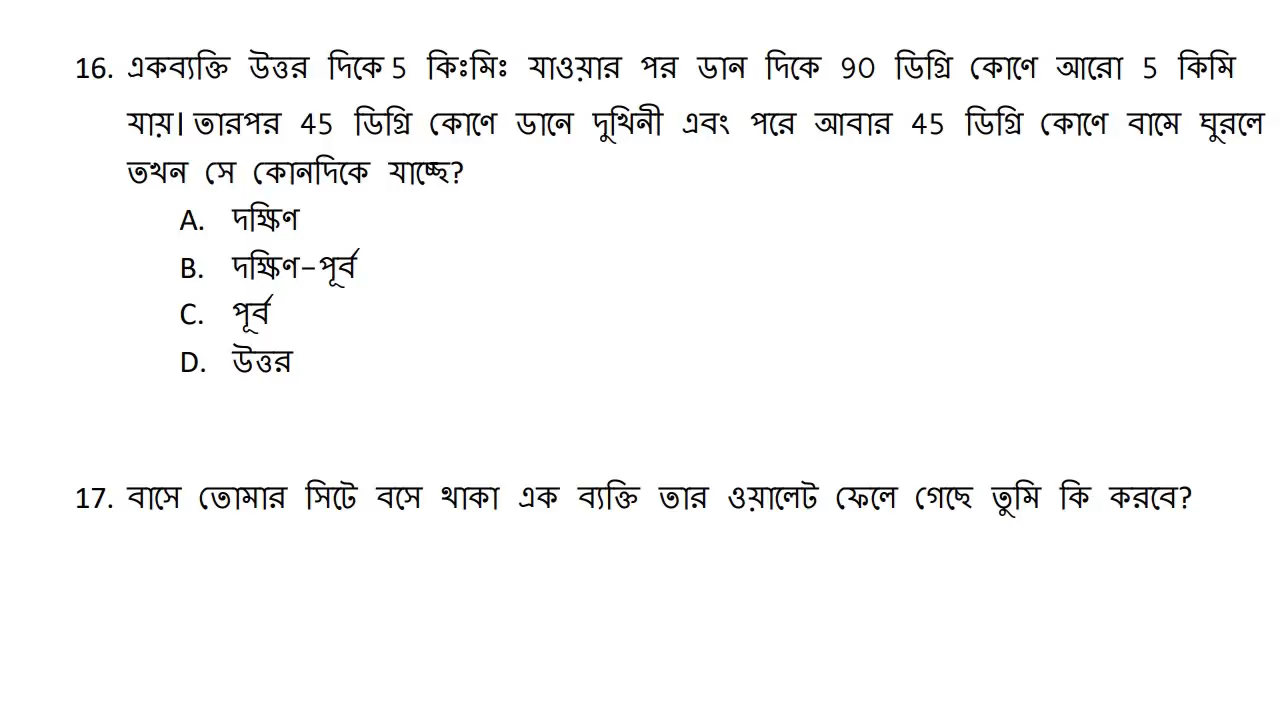 16. একব্যক্তি উত্তর দিকে 5 কিঃমিঃ যাওয়ার পর ডান দিকে 90 ডিগ্রি কোণে আরো 5 কিমি
যায়। তারপর 45 ডিগ্রি কোণে ডানে দুখিনী এবং পরে আবার 45 ডিগ্রি কোণে বামে ঘুরলে
তখন সে কোনদিকে যাচ্ছে?
A. দক্ষিণ
B. দক্ষিণ-পূর্ব
C. পূর্ব
D. উত্তর
17. বাসে তোমার সিটে বসে থাকা এক ব্যক্তি তার ওয়ালেট ফেলে গেছে তুমি কি করবে?